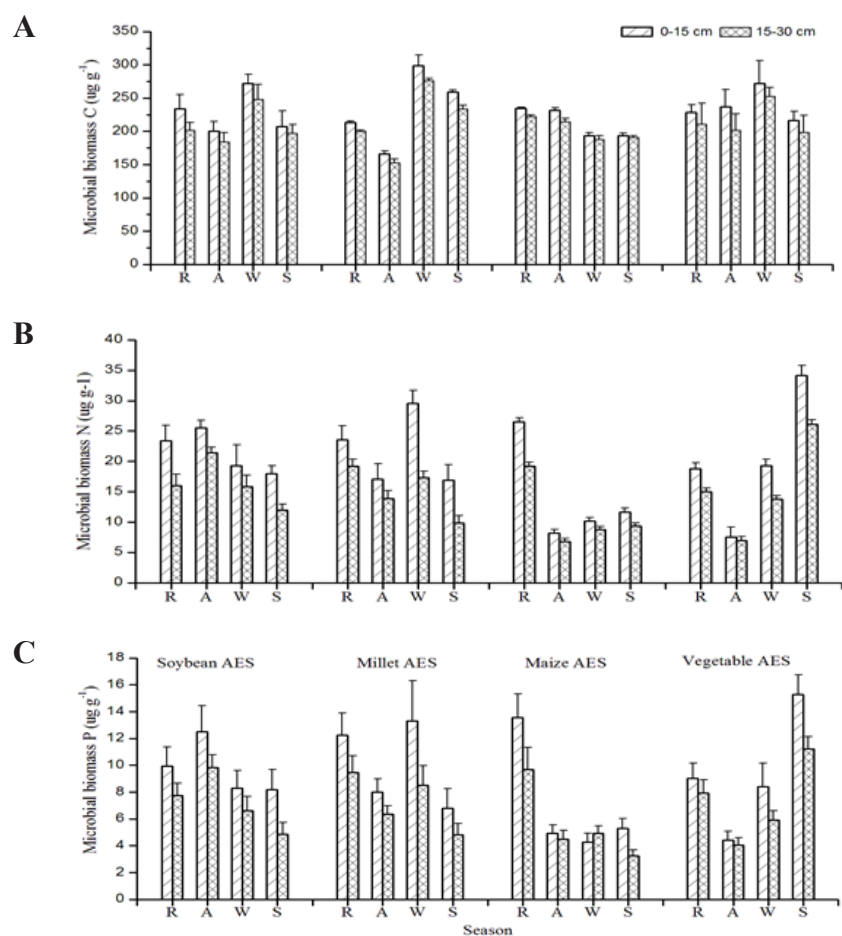 A
0-15 cm 15-30 cm
Microbial biomass C (ug g⁻¹)
350
300
250
200
150
100
50
0
R A W S R A W S R A W S R A W S
B
Microbial biomass N (ug g-1)
40
35
30
25
20
15
10
5
0
R A W S R A W S R A W S R A W S
C
Soybean AES Millet AES Maize AES Vegetable AES
Microbial biomass P (ug g⁻¹)
18
16
14
12
10
8
6
4
2
0
R A W S R A W S R A W S R A W S
Season